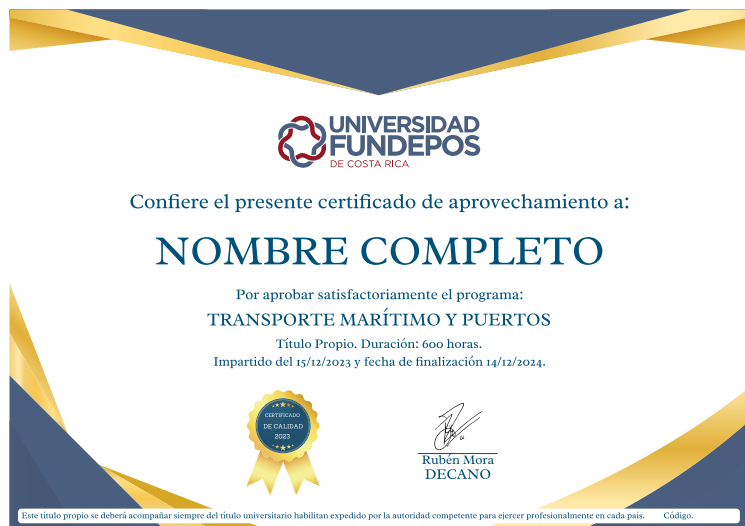 UNIVERSIDAD
FUNDEPOS
DE COSTA RICA
Confiere el presente certificado de aprovechamiento a:
NOMBRE COMPLETO
Por aprobar satisfactoriamente el programa:
TRANSPORTE MARÍTIMO Y PUERTOS
Título Propio. Duración: 600 horas.
Impartido del 15/12/2023 y fecha de finalización 14/12/2024.
CERTIFICADO
DE CALIDAD
2023
Rubén Mora
DECANO
Este título propio se deberá acompañar siempre del título universitario habilitan expedido por la autoridad competente para ejercer profesionalmente en cada país. Código.